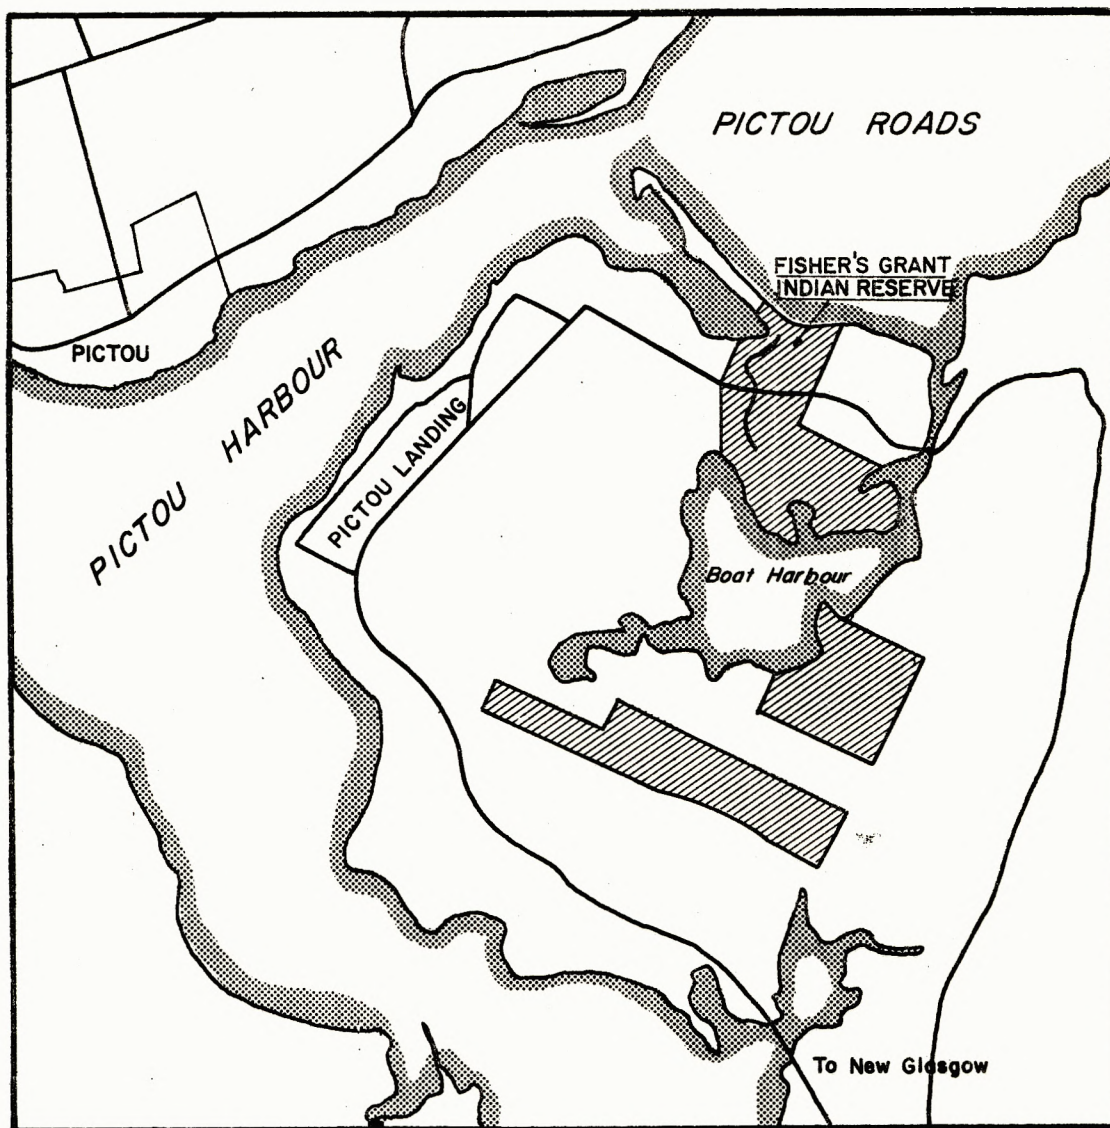 PICTOU ROADS
FISHER'S GRANT
INDIAN RESERVE
PICTOU
PICTOU HARBOUR
PICTOU LANDING
Boat Harbour
To New Glasgow